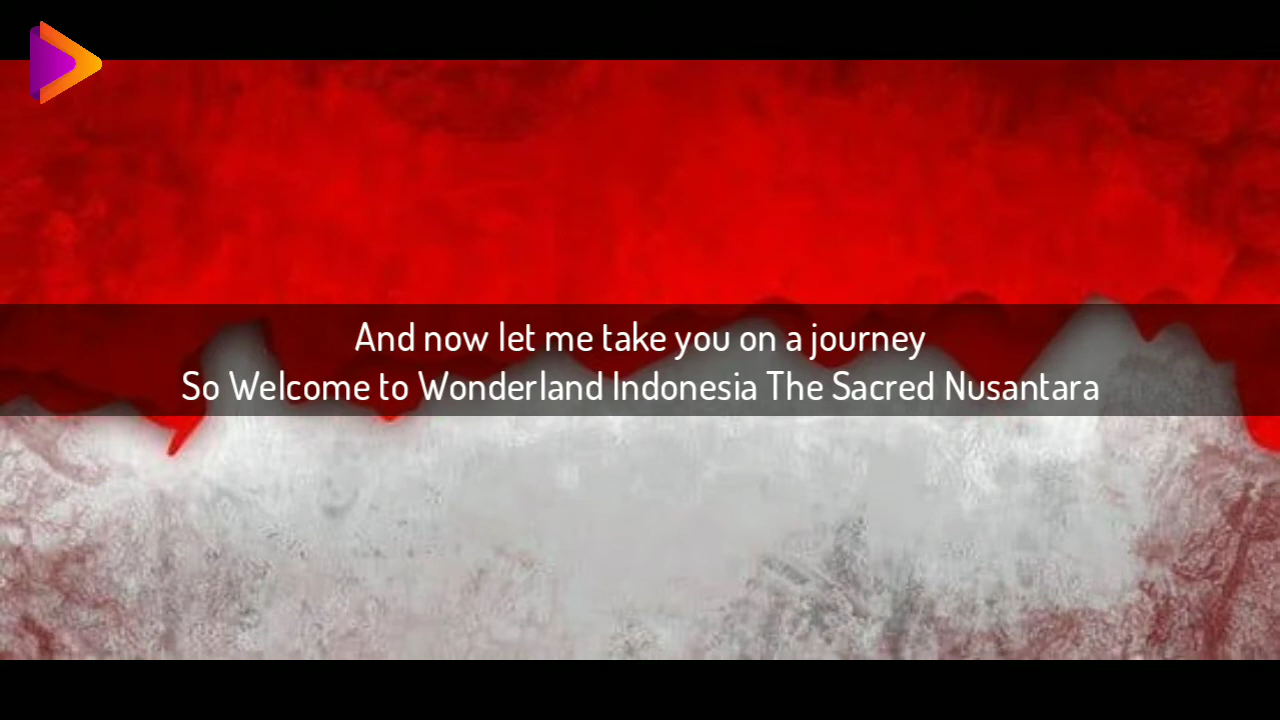 And now let me take you on a journey
So Welcome to Wonderland Indonesia The Sacred Nusantara